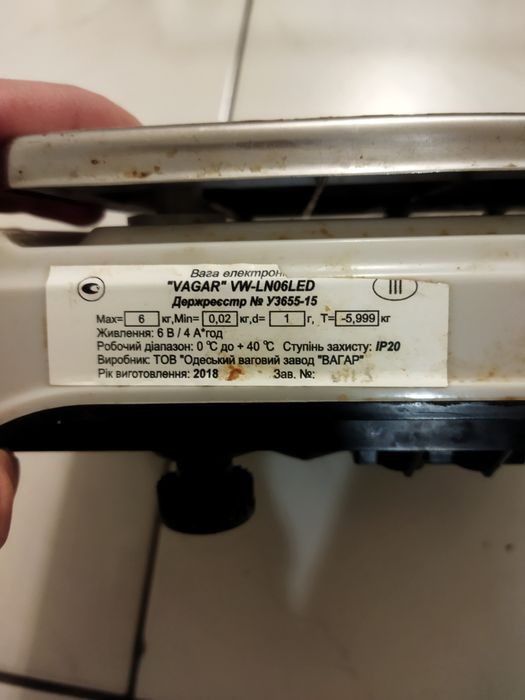 Вага електрон
"VAGAR" VW-LN06LED
III
Держреєстр № У3655-15
Max= 6 кг,Min= 0,02 кг,d= 1 г, T= -5,999 кг
Живлення: 6 В / 4 А*год
Робочий діапазон: 0 °C до + 40 °C Ступінь захисту: IP20
Виробник: ТОВ "Одеський ваговий завод "ВАГАР"
Рік виготовлення: 2018 Зав. №: